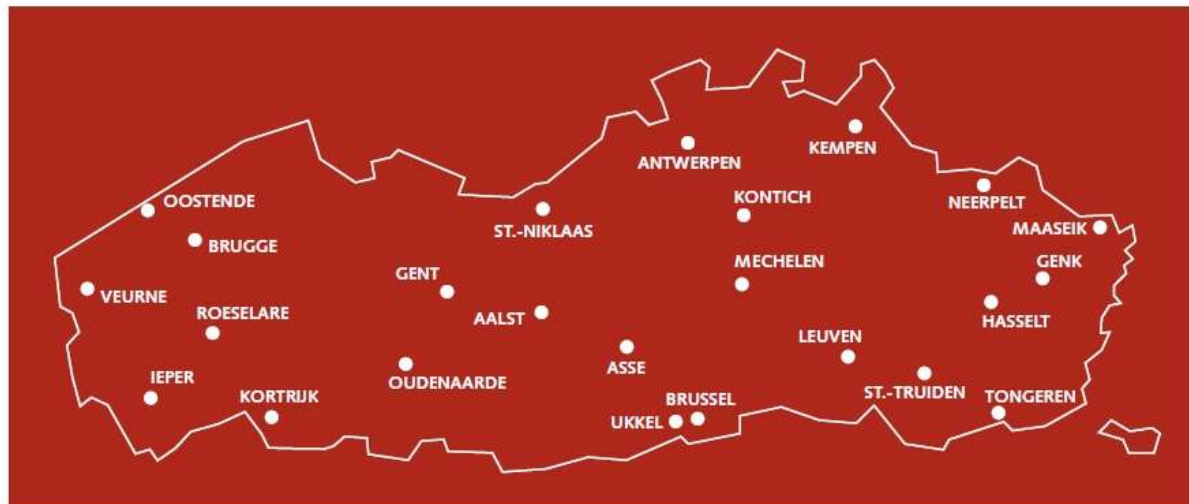 KEMPEN
ANTWERPEN
NEERPELT
KONTICH
OOSTENDE
ST.-NIKLAAS
MAASEIK
BRUGGE
MECHELEN
GENK
GENT
VEURNE
ROESELARE
AALST
HASSELT
LEUVEN
ASSE
IEPER
OUDENAARDE
ST.-TRUIDEN
KORTRIJK
BRUSSEL
TONGEREN
UKKEL